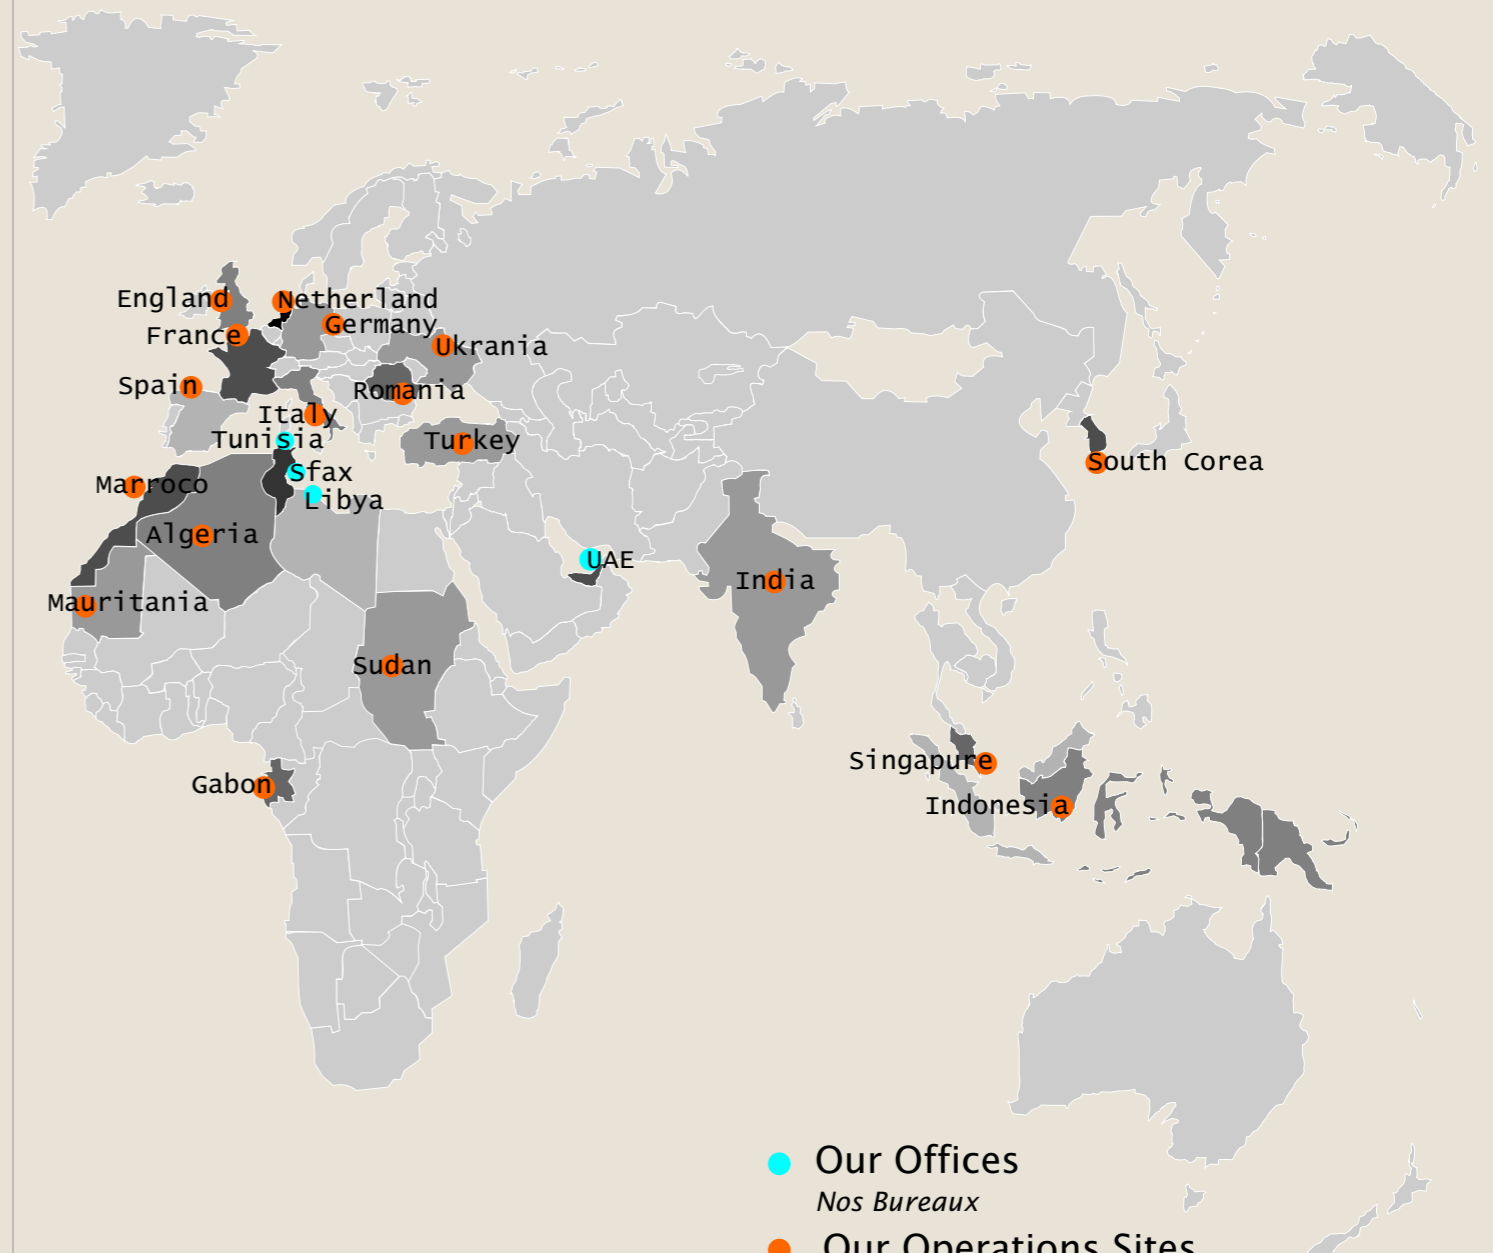 England
Netherland
Germany
France
Ukrania
Spain
Romania
Italy
Tunisia
Turkey
Sfax
South Corea
Marroco
Libya
Algeria
UAE
India
Mauritania
Sudan
Singapure
Gabon
Indonesia
Our Offices
Nos Bureaux
Our Operations Sites